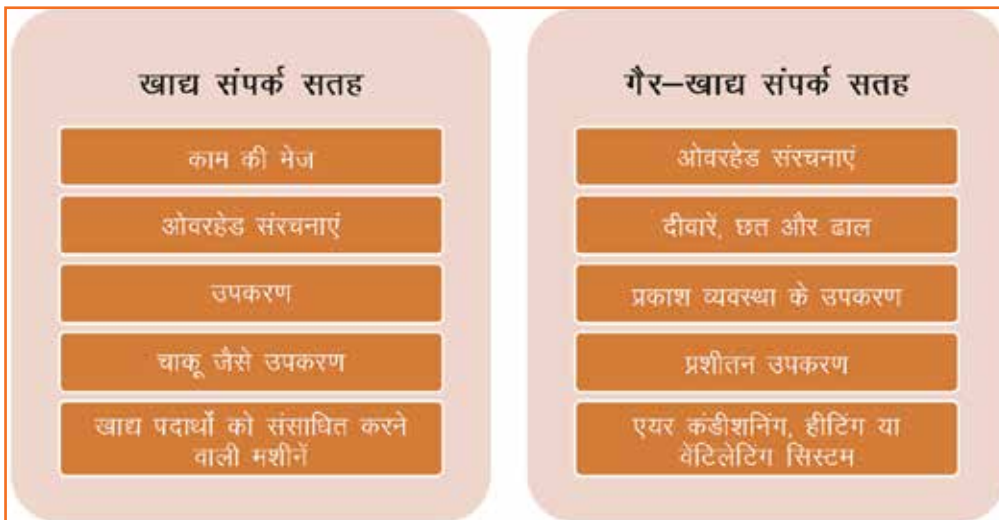 खाद्य संपर्क सतह
काम की मेज
ओवरहेड संरचनाएं
उपकरण
चाकू जैसे उपकरण
खाद्य पदार्थों को संसाधित करने
वाली मशीनें
गैर–खाद्य संपर्क सतह
ओवरहेड संरचनाएं
दीवारें, छत और ढाल
प्रकाश व्यवस्था के उपकरण
प्रशीतन उपकरण
एयर कंडीशनिंग, हीटिंग या
वेंटिलेटिंग सिस्टम